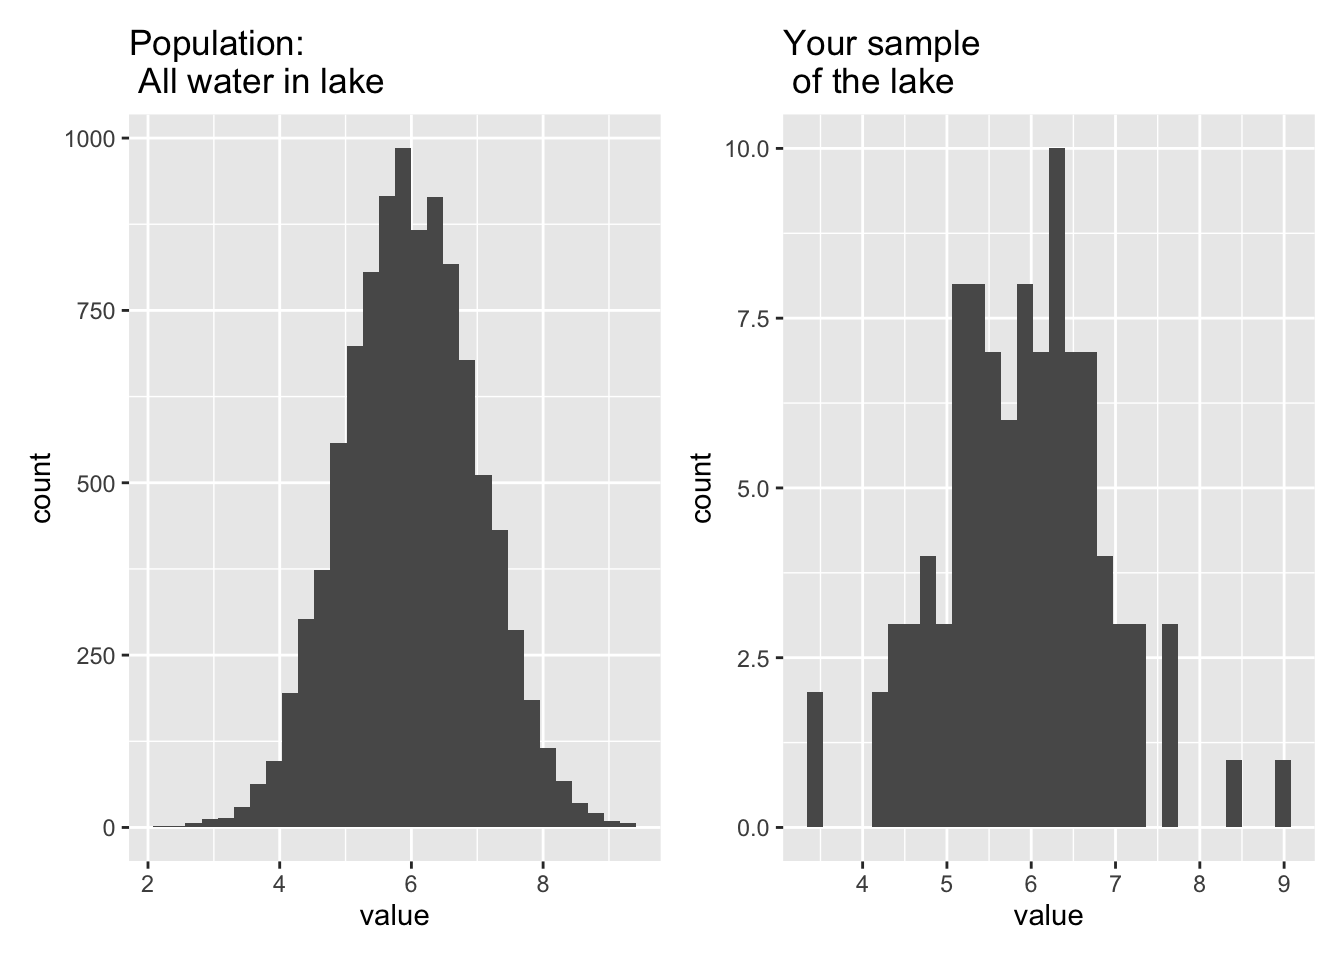 Population:
All water in lake
1000
750
500
250
0
count
2 4 6 8
value
Your sample
of the lake
10.0
7.5
5.0
2.5
0.0
count
4 5 6 7 8 9
value